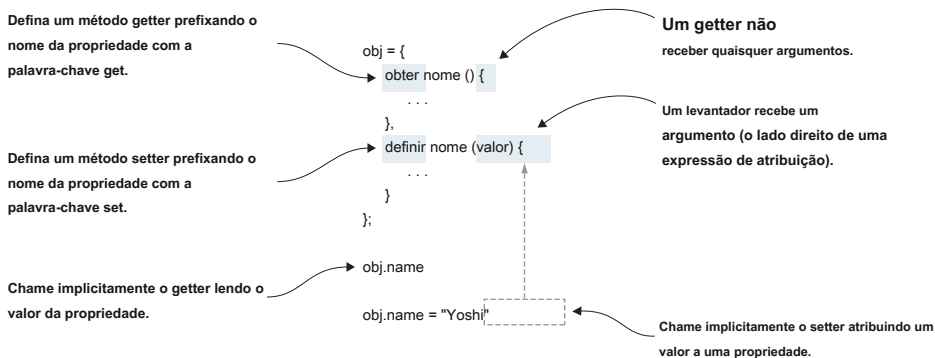 Defina um método getter prefixando o
nome da propriedade com a
palavra-chave get.
Um getter não
receber quaisquer argumentos.
obj = {
obter nome () {
. . .
},
definir nome (valor) {
. . .
}
};
Um levantador recebe um
argumento (o lado direito de uma
expressão de atribuição).
Defina um método setter prefixando o
nome da propriedade com a
palavra-chave set.
Chame implicitamente o getter lendo o
valor da propriedade.
obj.name
obj.name = "Yoshi"
Chame implicitamente o setter atribuindo um
valor a uma propriedade.